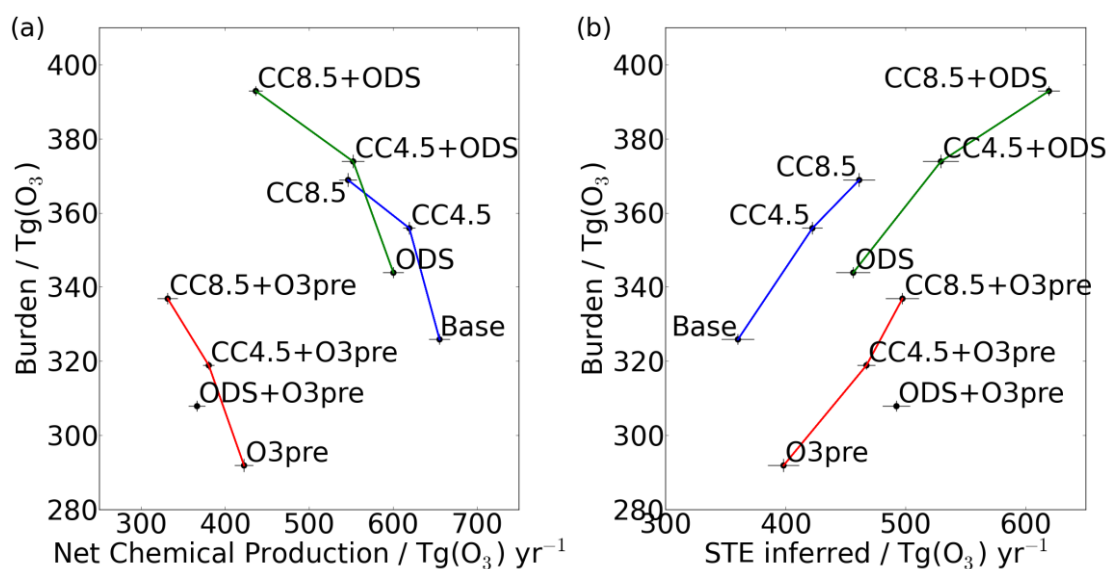 (a)
Burden / Tg(O₃)
400
380
360
340
320
300
280
CC8.5+ODS
CC4.5+ODS
CC8.5
CC4.5
ODS
CC8.5+O3pre
Base
CC4.5+O3pre
ODS+O3pre
O3pre
300 400 500 600 700
Net Chemical Production / Tg(O₃) yr⁻¹
(b)
Burden / Tg(O₃)
400
380
360
340
320
300
280
CC8.5+ODS
CC4.5+ODS
CC8.5
CC4.5
ODS
CC8.5+O3pre
Base
CC4.5+O3pre
ODS+O3pre
O3pre
300 400 500 600
STE inferred / Tg(O₃) yr⁻¹